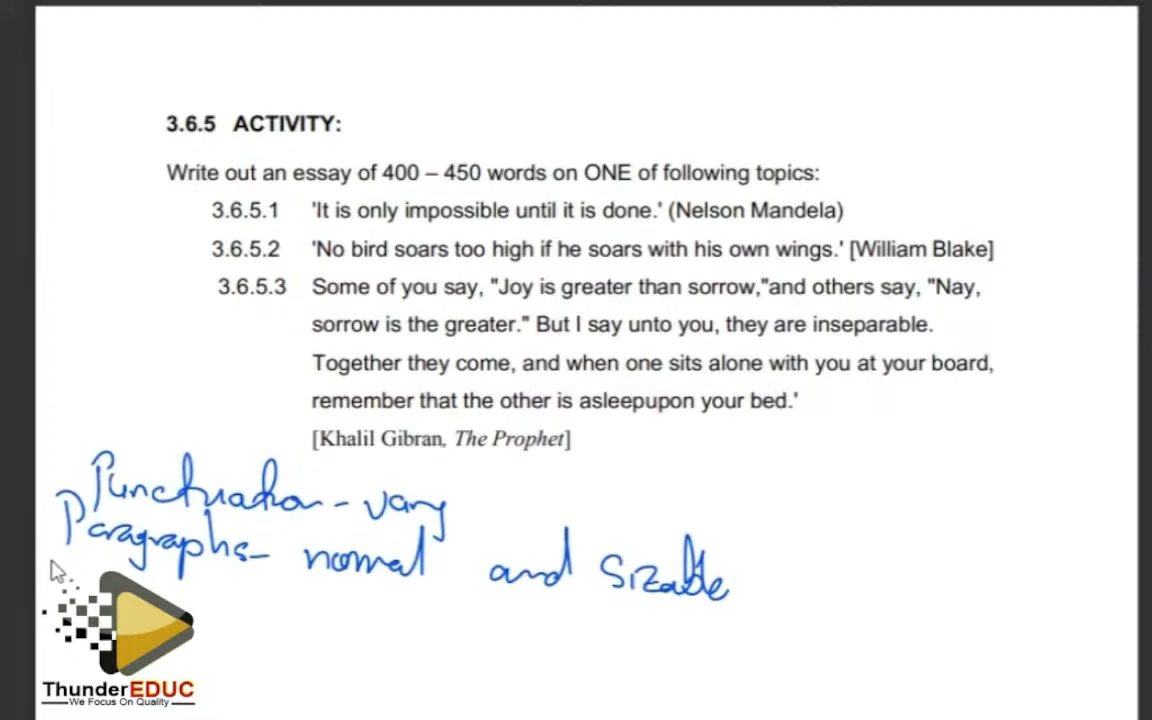 3.6.5 ACTIVITY:
Write out an essay of 400 – 450 words on ONE of following topics:
3.6.5.1 'It is only impossible until it is done.' (Nelson Mandela)
3.6.5.2 'No bird soars too high if he soars with his own wings.' [William Blake]
3.6.5.3 Some of you say, "Joy is greater than sorrow,"and others say, "Nay,
sorrow is the greater." But I say unto you, they are inseparable.
Together they come, and when one sits alone with you at your board,
remember that the other is asleepupon your bed.'
[Khalil Gibran, The Prophet]
Punctuation - vary
Paragraphs - normal and sizable
ThunderEDUC
We Focus On Quality